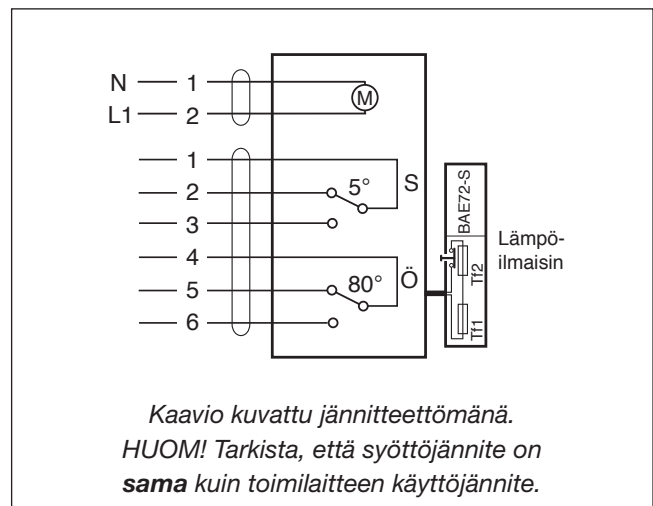 N 1
M
L1 2
1
2 5° S
3
4
5 80° Ö
6
BAE72-S
Tf2
Tf1
Lämpö-
ilmaisin
Kaavio kuvattu jännitteettömänä.
HUOM! Tarkista, että syöttöjännite on
sama kuin toimilaitteen käyttöjännite.